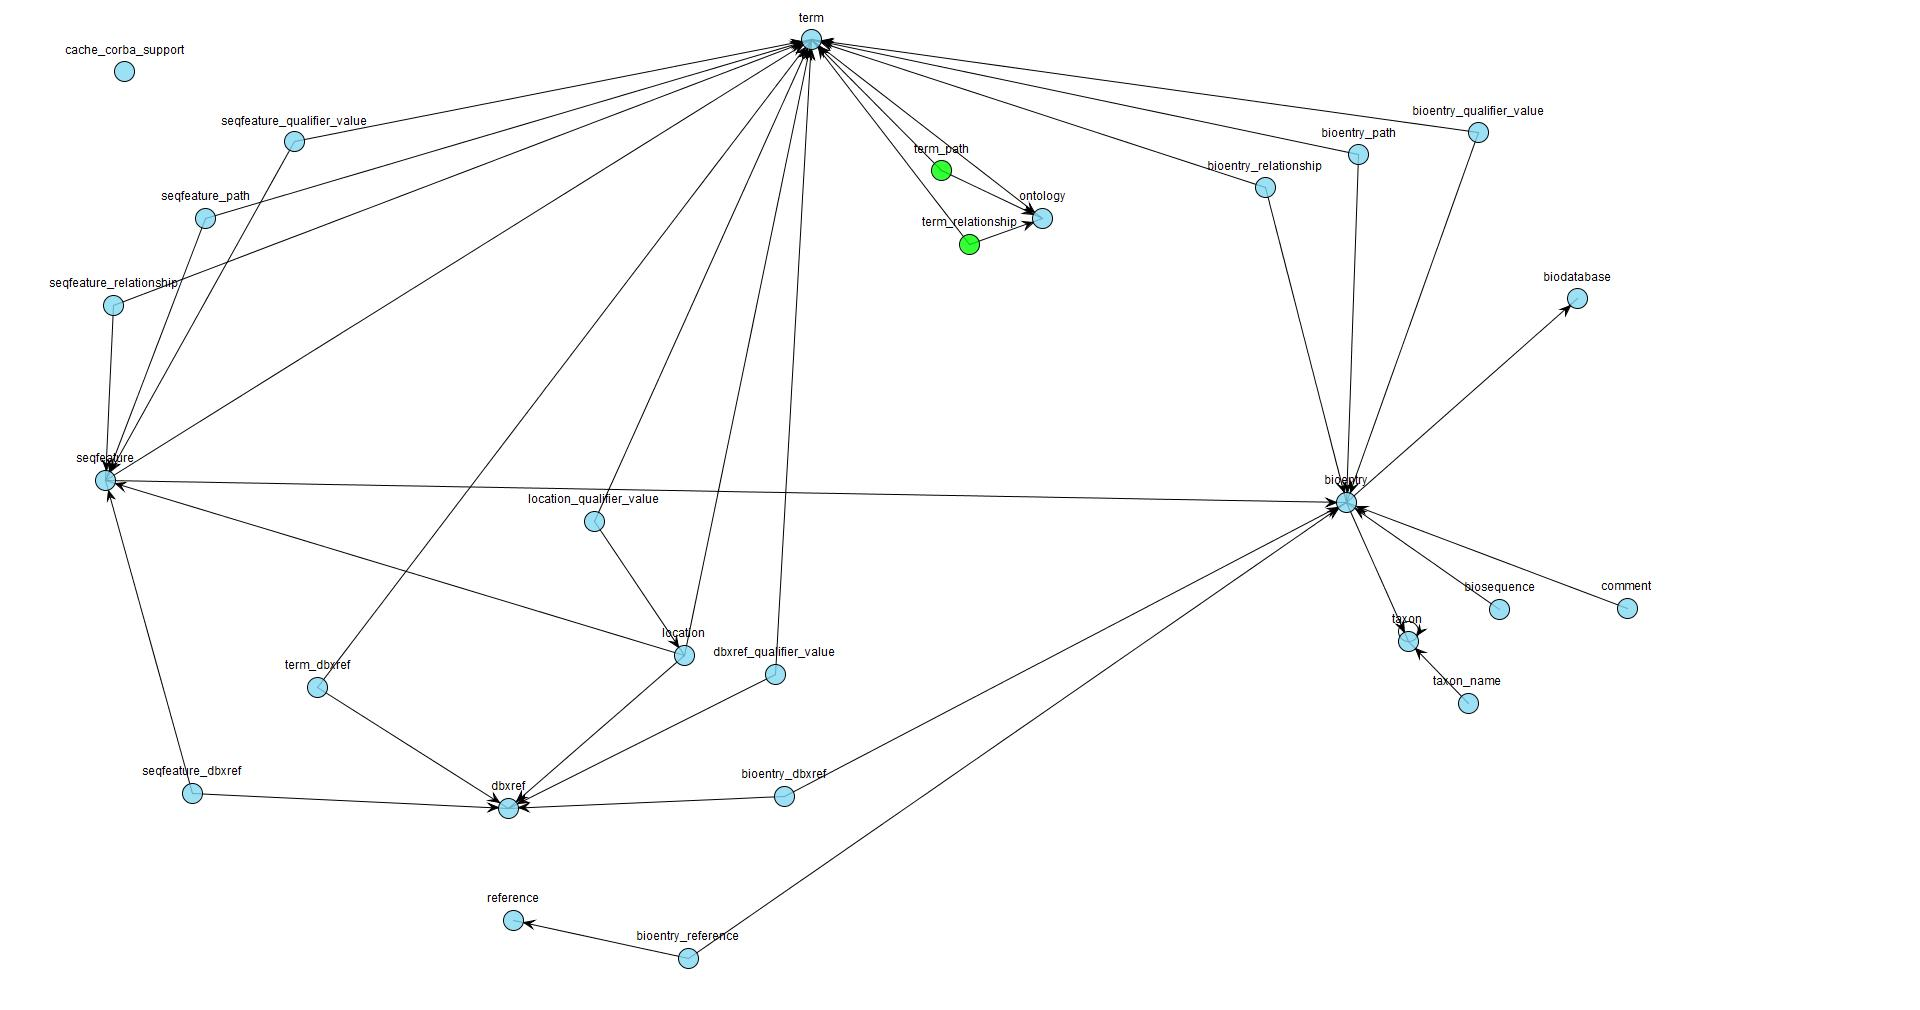 term
cache_corba_support
bioentry_qualifier_value
seqfeature_qualifier_value
bioentry_path
term_path
bioentry_relationship
seqfeature_path
ontology
term_relationship
biodatabase
seqfeature_relationship
seqfeature
bioentry
location_qualifier_value
comment
biosequence
taxon
location
dbxref_qualifier_value
term_dbxref
taxon_name
seqfeature_dbxref
bioentry_dbxref
dbxref
reference
bioentry_reference